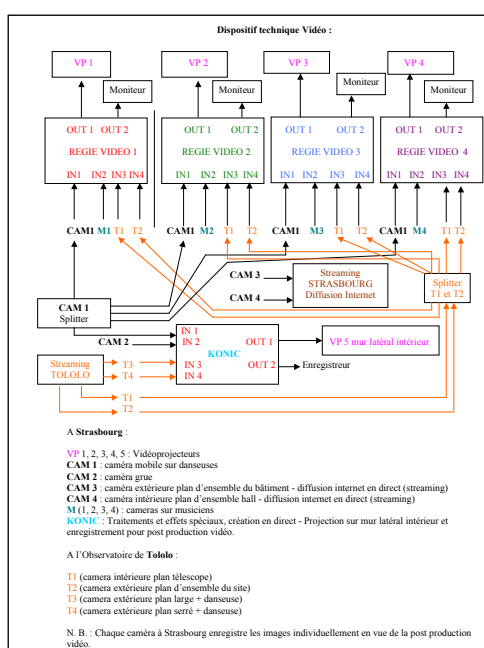 Dispositif technique Vidéo :
VP 1 VP 2 VP 3 VP 4
Moniteur Moniteur Moniteur Moniteur
OUT 1 OUT 2 OUT 1 OUT 2 OUT 1 OUT 2 OUT 1 OUT 2
REGIE VIDEO 1 REGIE VIDEO 2 REGIE VIDEO 3 REGIE VIDEO 4
IN1 IN2 IN3 IN4 IN1 IN2 IN3 IN4 IN1 IN2 IN3 IN4 IN1 IN2 IN3 IN4
CAM1 M1 T1 T2 CAM1 M2 T1 T2 CAM1 M3 T1 T2 CAM1 M4 T1 T2
CAM 3
CAM 4
Streaming
STRASBOURG
Diffusion Internet
Splitter
T1 et T2
CAM 1
Splitter
CAM 2
IN 1
IN 2
KONIC
IN 3
IN 4
OUT 1
OUT 2
VP 5 mur latéral intérieur
Enregistreur
Streaming
TOLOLO
T3
T4
T1
T2
A Strasbourg :
VP 1, 2, 3, 4, 5 : Vidéoprojecteurs
CAM 1 : caméra mobile sur danseuses
CAM 2 : caméra grue
CAM 3 : caméra extérieure plan d'ensemble du bâtiment - diffusion internet en direct (streaming)
CAM 4 : caméra intérieure plan d'ensemble hall - diffusion internet en direct (streaming)
M (1, 2, 3, 4) : cameras sur musiciens
KONIC : Traitements et effets spéciaux, création en direct - Projection sur mur latéral intérieur et
enregistrement pour post production vidéo.
A l'Observatoire de Tololo :
T1 (camera intérieure plan télescope)
T2 (camera extérieure plan d'ensemble du site)
T3 (camera extérieure plan large + danseuse)
T4 (camera extérieure plan serré + danseuse)
N. B. : Chaque caméra à Strasbourg enregistre les images individuellement en vue de la post production
vidéo.